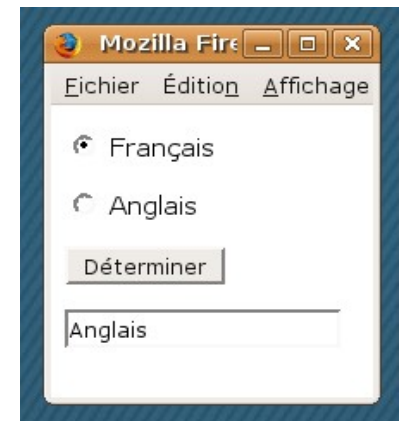 Mozilla Fire
Fichier Édition Affichage
Français
Anglais
Déterminer
Anglais